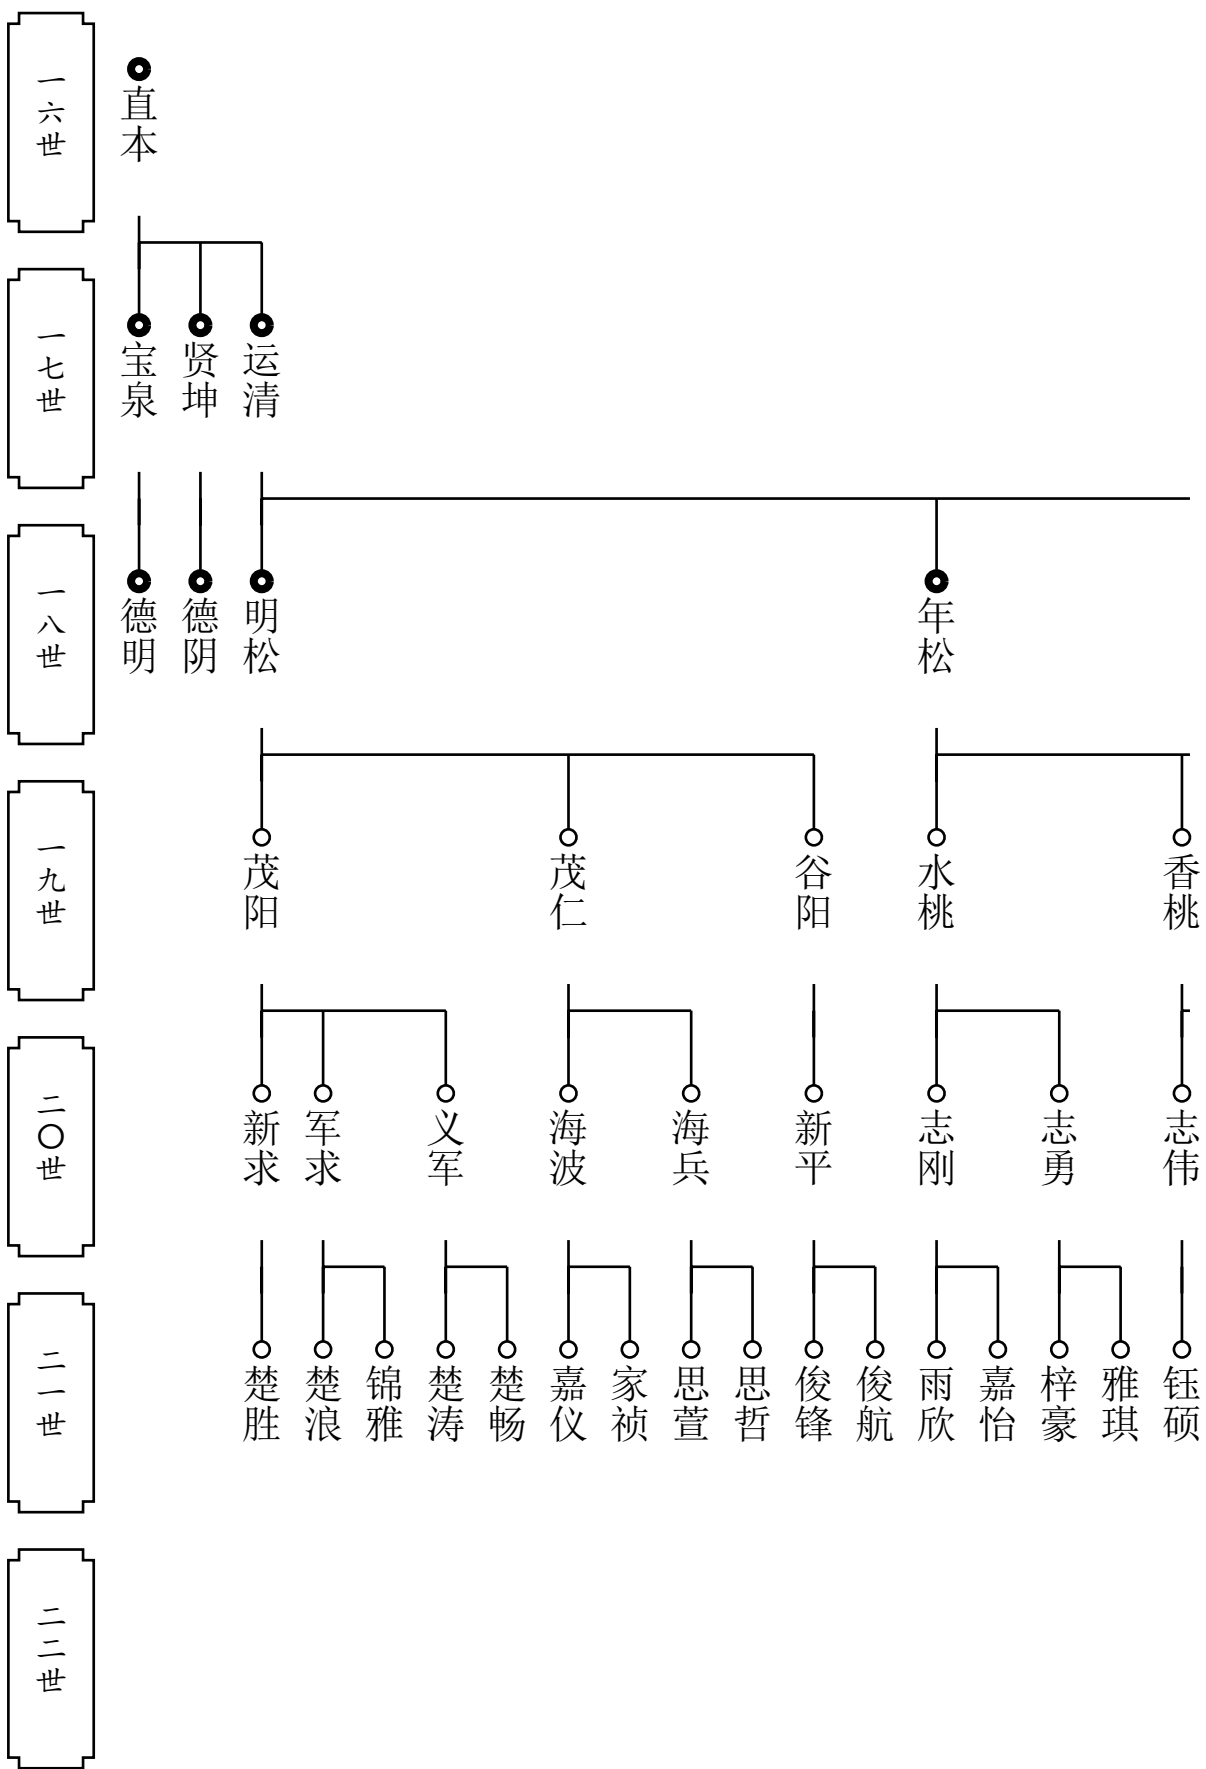 一六世
直本
一七世
宝泉
贤坤
运清
一八世
德明
德阴
明松
年松
一九世
茂阳
茂仁
谷阳
水桃
香桃
二〇世
新求
军求
义军
海波
海兵
新平
志刚
志勇
志伟
二一世
楚胜
楚浪
锦雅
楚涛
楚畅
嘉仪
家祯
思萱
思哲
俊锋
俊航
雨欣
嘉怡
梓豪
雅琪
钰硕
二二世